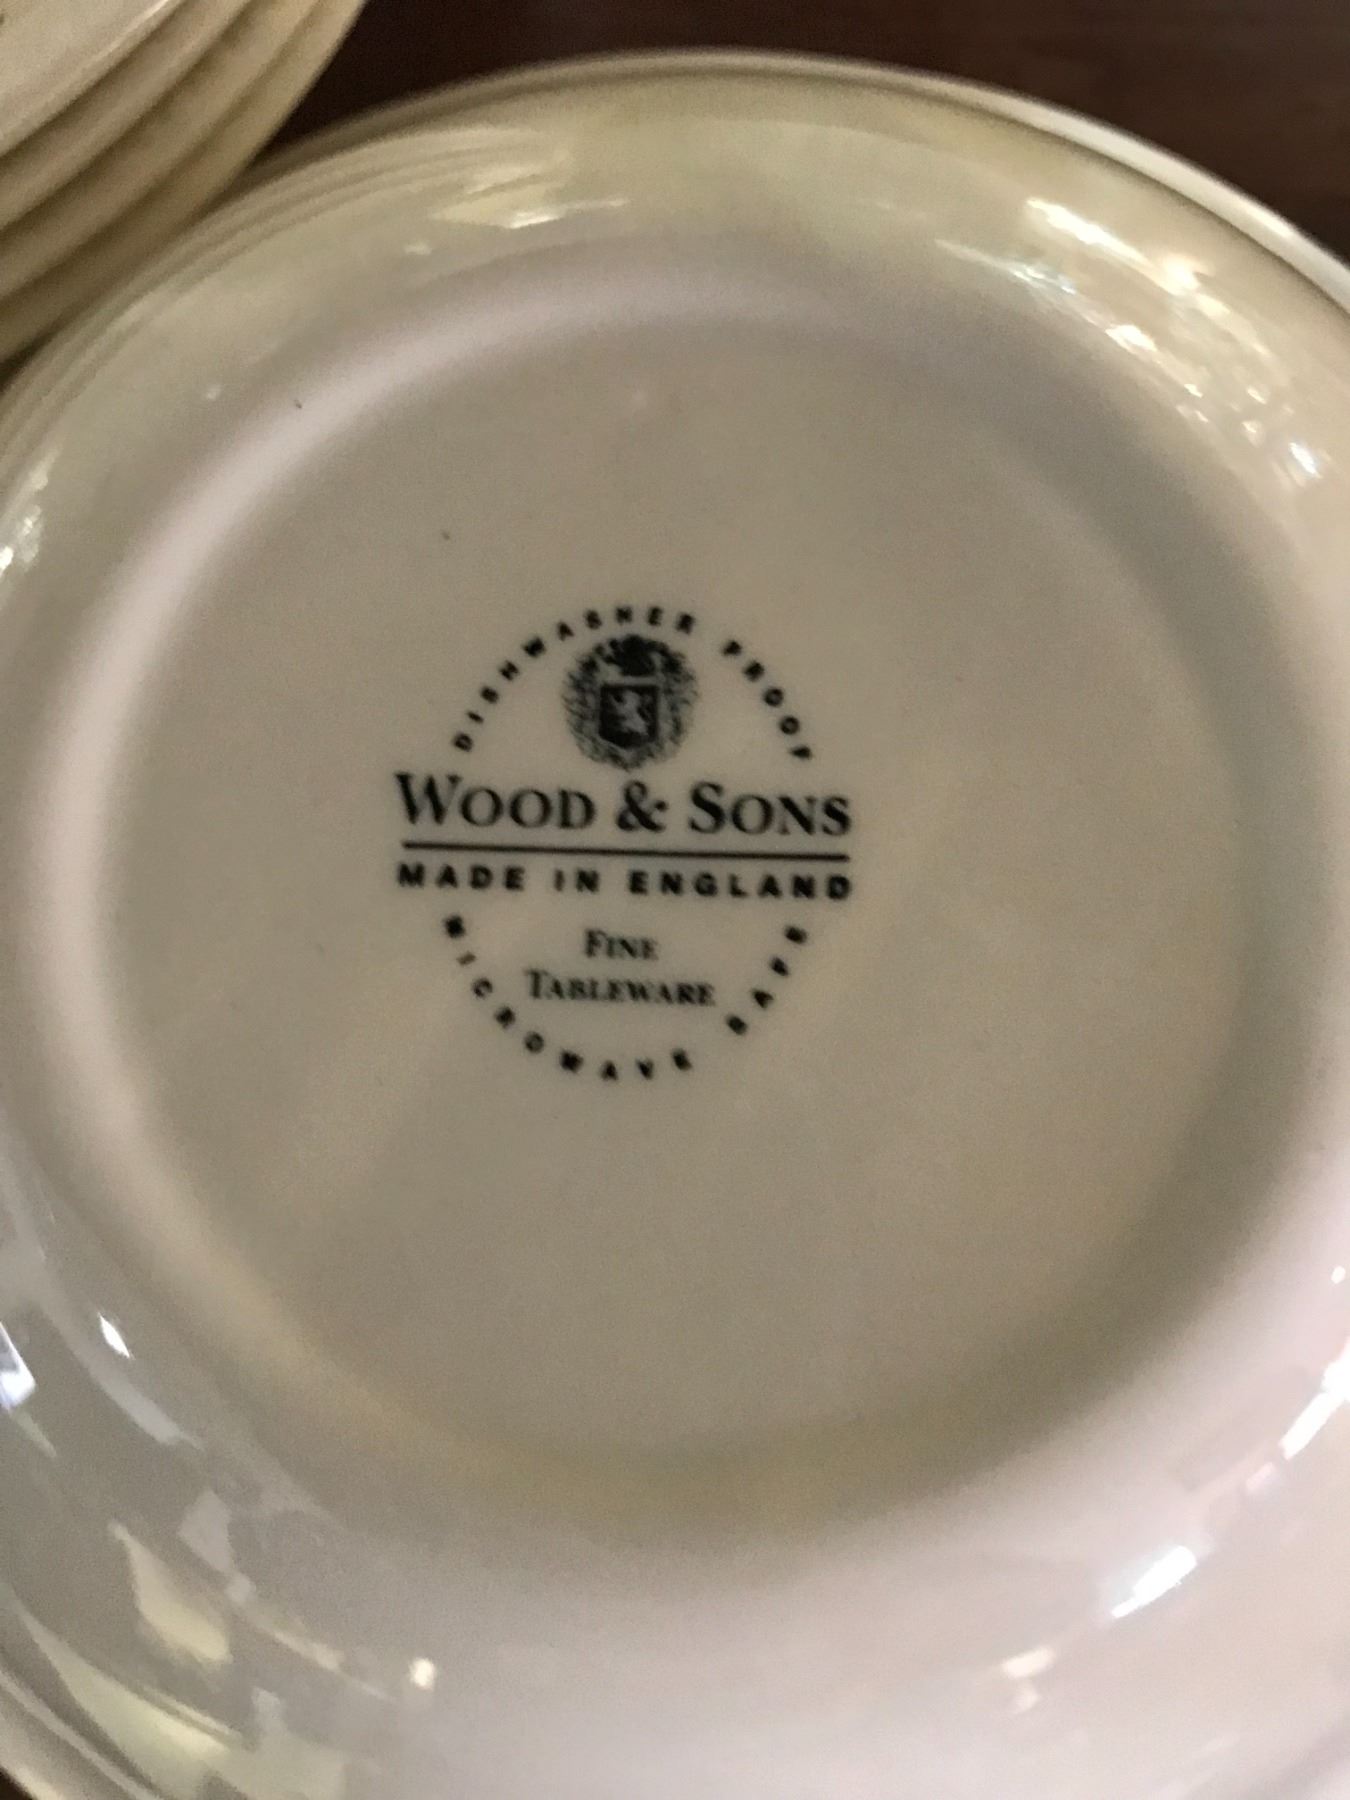 DISHWASHER PROOF
WOOD & SONS
MADE IN ENGLAND
FINE
TABLEWARE
MICROWAVE SAFE